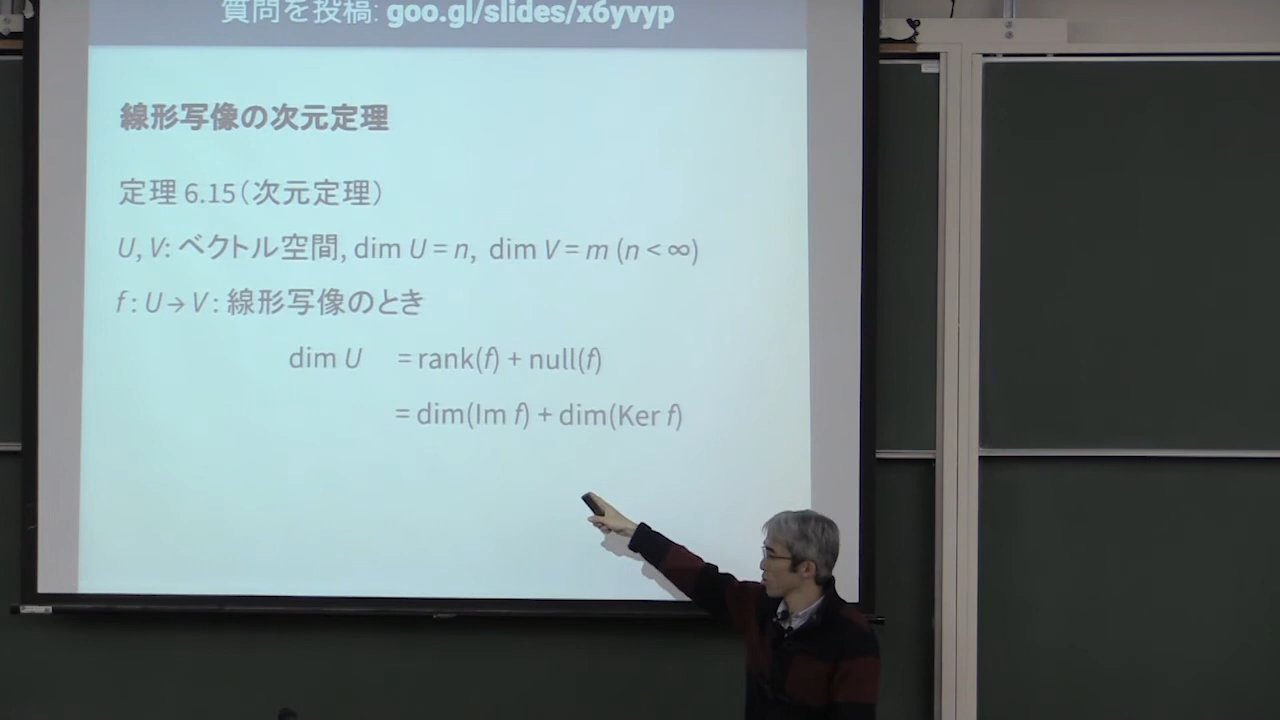 質問を投稿: goo.gl/slides/x6yvyp
線形写像の次元定理
定理 6.15（次元定理）
U, V: ベクトル空間, dim U = n, dim V = m (n < ∞)
f : U → V : 線形写像のとき
dim U = rank(f) + null(f)
= dim(Im f) + dim(Ker f)